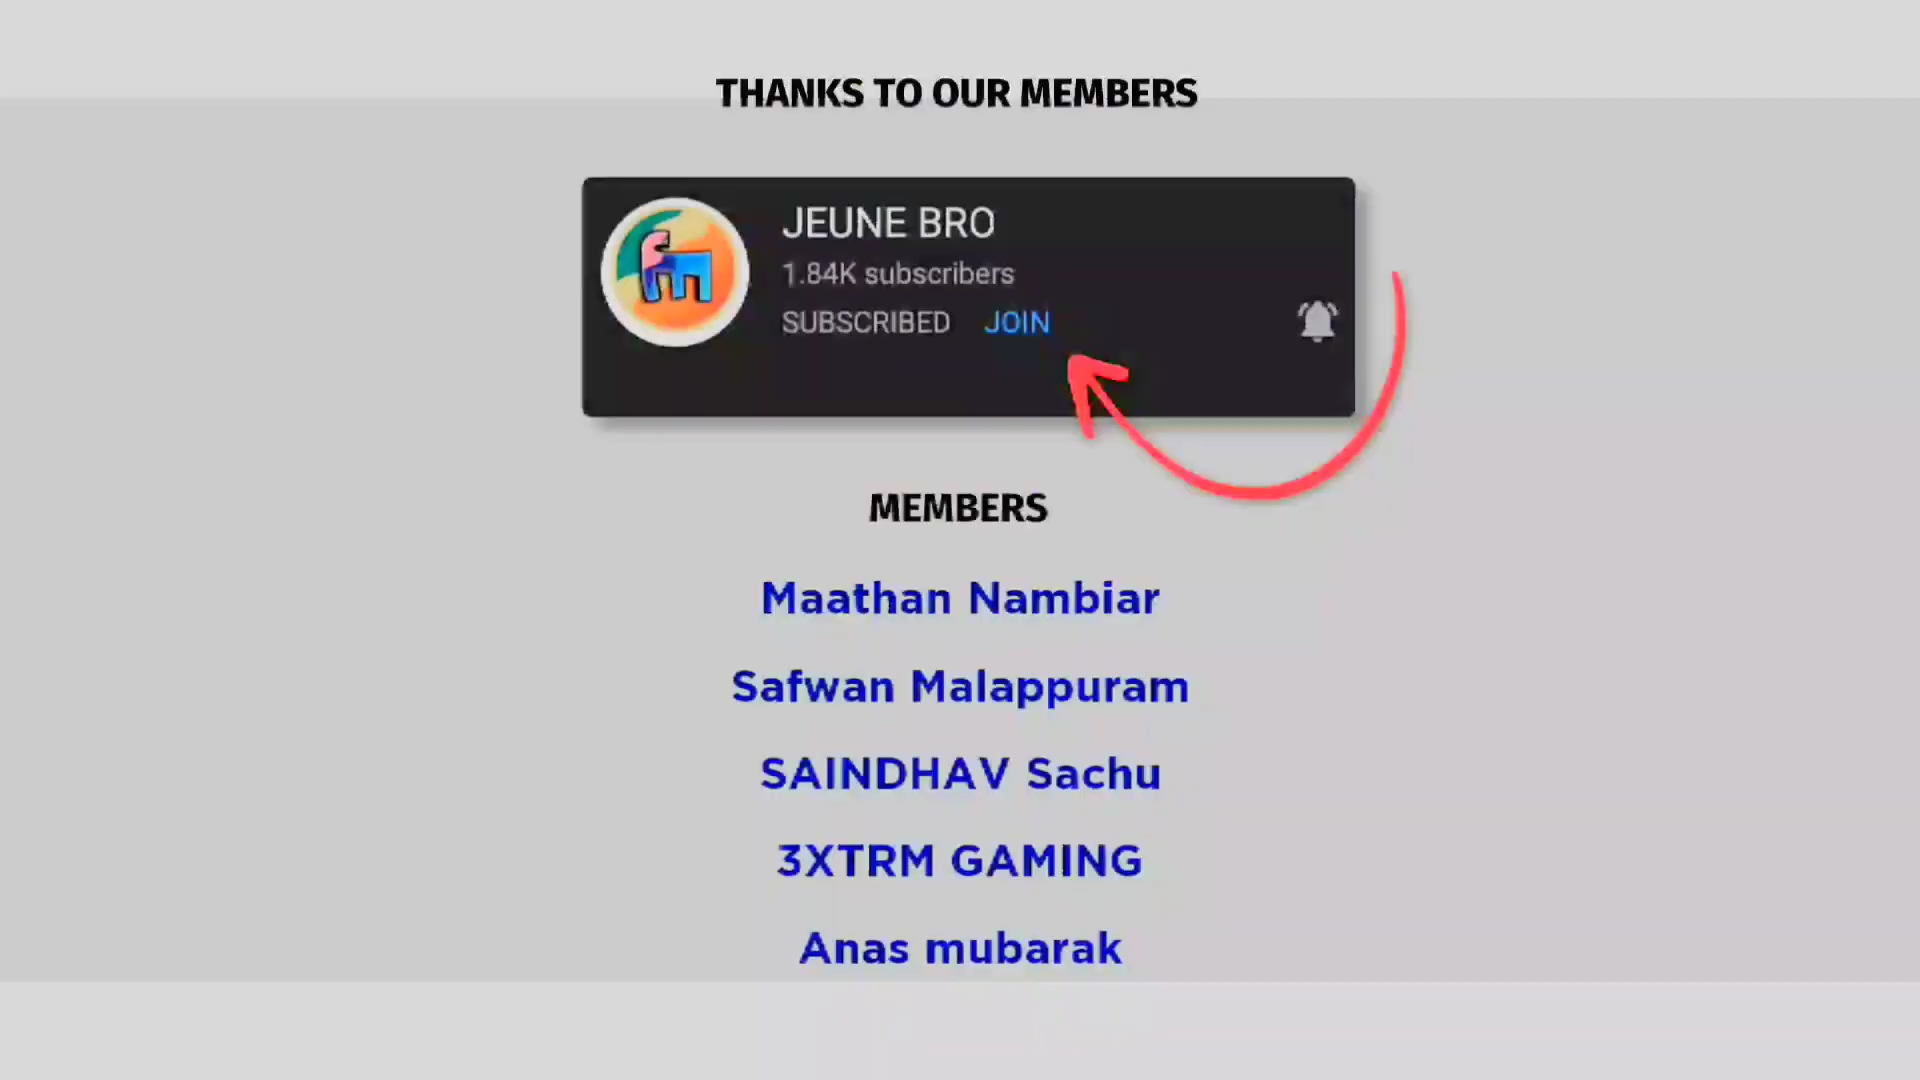 THANKS TO OUR MEMBERS
JEUNE BRO
1.84K subscribers
SUBSCRIBED JOIN
MEMBERS
Maathan Nambiar
Safwan Malappuram
SAINDHAV Sachu
3XTRM GAMING
Anas mubarak